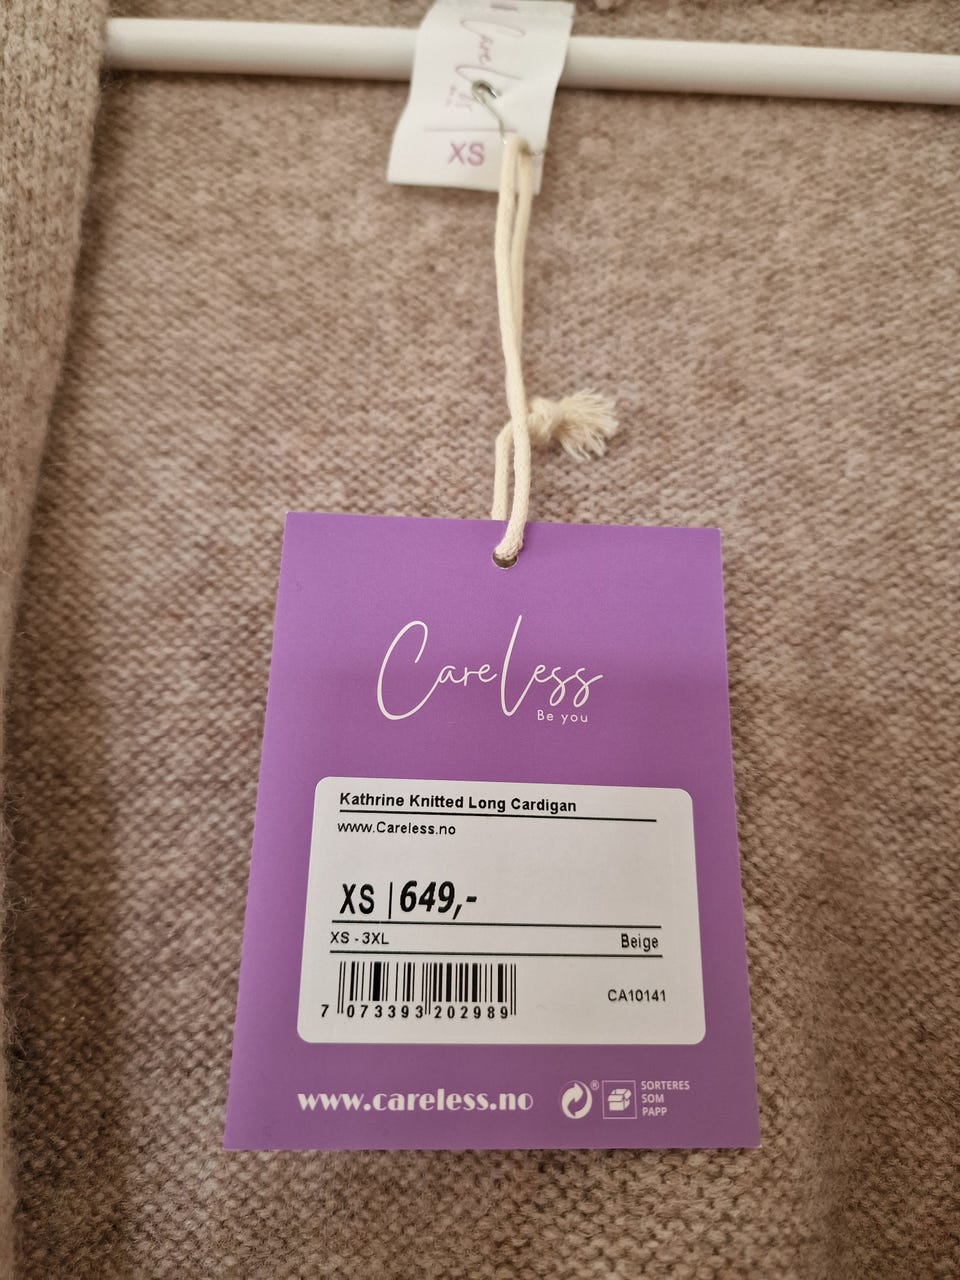 CareLess
XS
CareLess
Be you
Kathrine Knitted Long Cardigan
www.Careless.no
XS | 649,-
XS - 3XL
Beige
CA10141
7 073393 202989
www.careless.no
®
SORTERES
SOM
PAPP